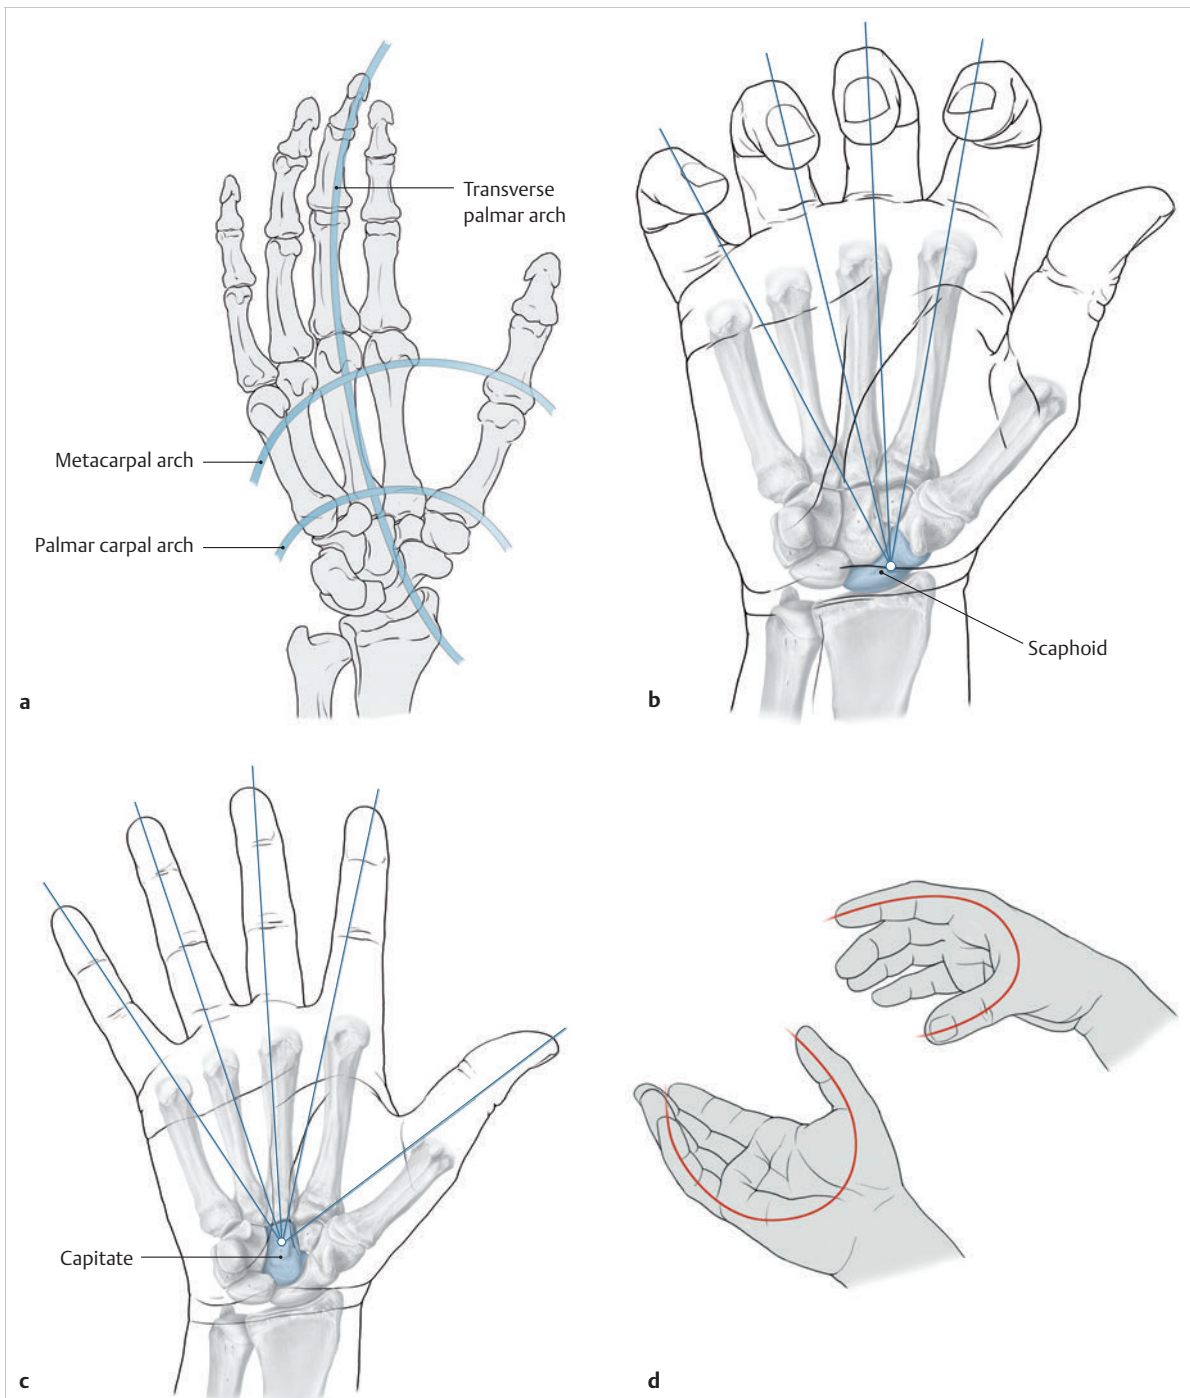 Transverse
palmar arch
Metacarpal arch
Palmar carpal arch
a
Scaphoid
b
Capitate
c
d